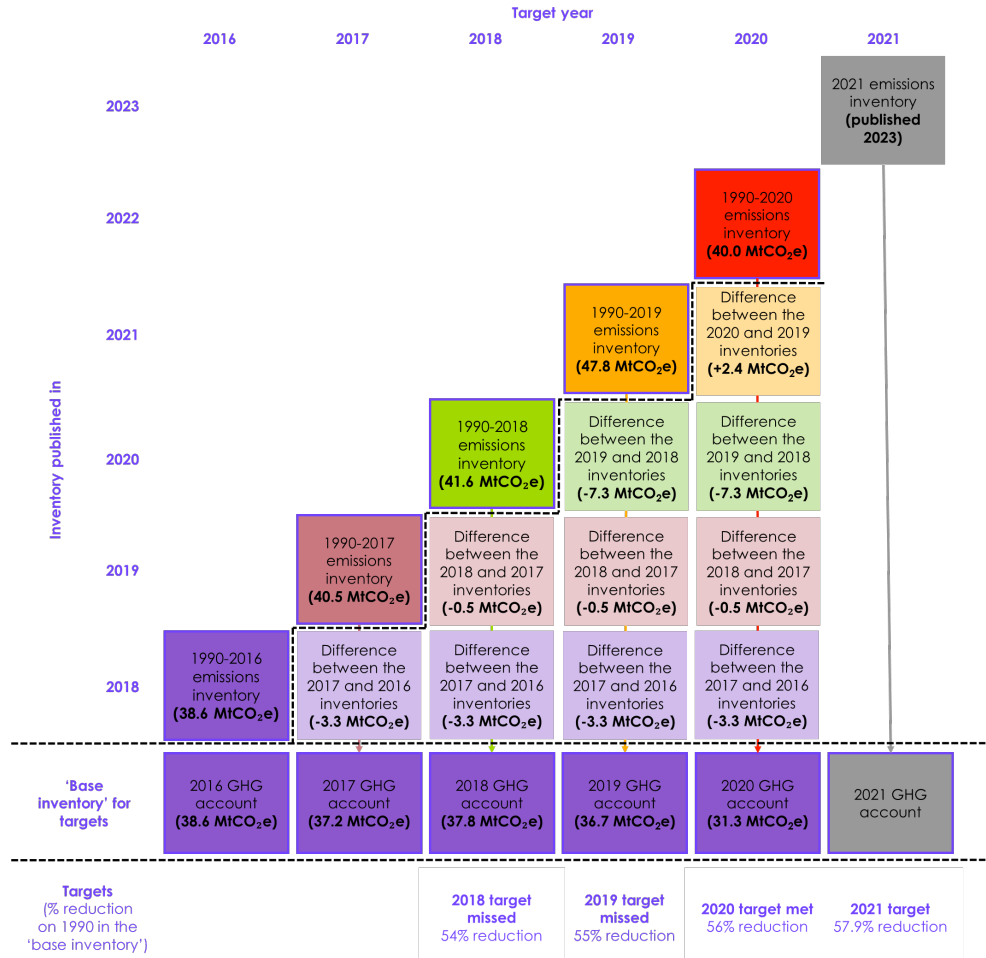 Target year
2016
2017
2018
2019
2020
2021
Inventory published in
2023
2021 emissions
inventory
(published
2023)
2022
1990-2020
emissions
inventory
(40.0 MtCO₂e)
2021
1990-2019
emissions
inventory
(47.8 MtCO₂e)
Difference
between the
2020 and 2019
inventories
(+2.4 MtCO₂e)
2020
1990-2018
emissions
inventory
(41.6 MtCO₂e)
Difference
between the
2019 and 2018
inventories
(-7.3 MtCO₂e)
Difference
between the
2019 and 2018
inventories
(-7.3 MtCO₂e)
2019
1990-2017
emissions
inventory
(40.5 MtCO₂e)
Difference
between the
2018 and 2017
inventories
(-0.5 MtCO₂e)
Difference
between the
2018 and 2017
inventories
(-0.5 MtCO₂e)
Difference
between the
2018 and 2017
inventories
(-0.5 MtCO₂e)
2018
1990-2016
emissions
inventory
(38.6 MtCO₂e)
Difference
between the
2017 and 2016
inventories
(-3.3 MtCO₂e)
Difference
between the
2017 and 2016
inventories
(-3.3 MtCO₂e)
Difference
between the
2017 and 2016
inventories
(-3.3 MtCO₂e)
Difference
between the
2017 and 2016
inventories
(-3.3 MtCO₂e)
‘Base
inventory’ for
targets
2016 GHG
account
(38.6 MtCO₂e)
2017 GHG
account
(37.2 MtCO₂e)
2018 GHG
account
(37.8 MtCO₂e)
2019 GHG
account
(36.7 MtCO₂e)
2020 GHG
account
(31.3 MtCO₂e)
2021 GHG
account
Targets
(% reduction
on 1990 in the
‘base inventory’)
2018 target
missed
54% reduction
2019 target
missed
55% reduction
2020 target met
56% reduction
2021 target
57.9% reduction